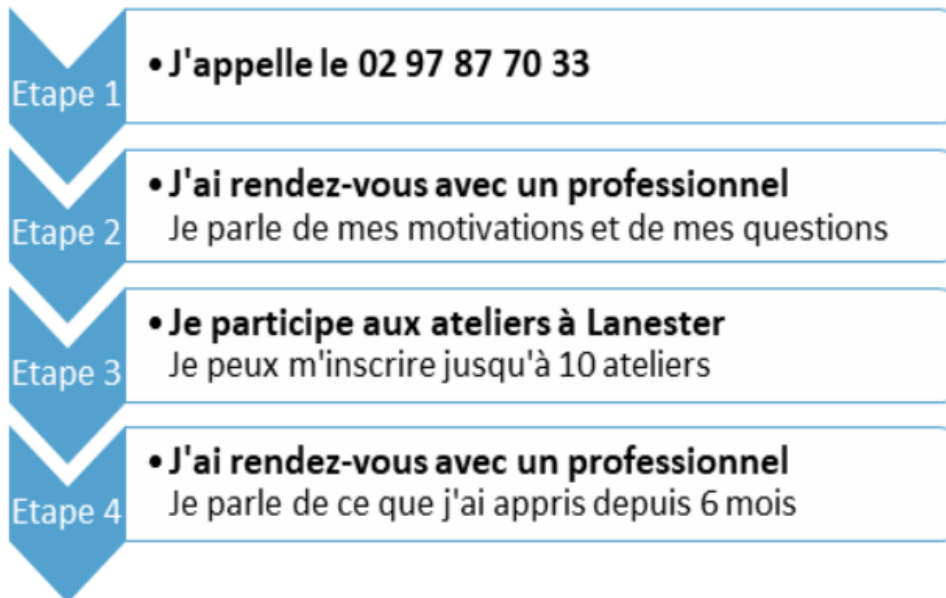 Etape 1
• J'appelle le 02 97 87 70 33
Etape 2
• J'ai rendez-vous avec un professionnel
Je parle de mes motivations et de mes questions
Etape 3
• Je participe aux ateliers à Lanester
Je peux m'inscrire jusqu'à 10 ateliers
Etape 4
• J'ai rendez-vous avec un professionnel
Je parle de ce que j'ai appris depuis 6 mois